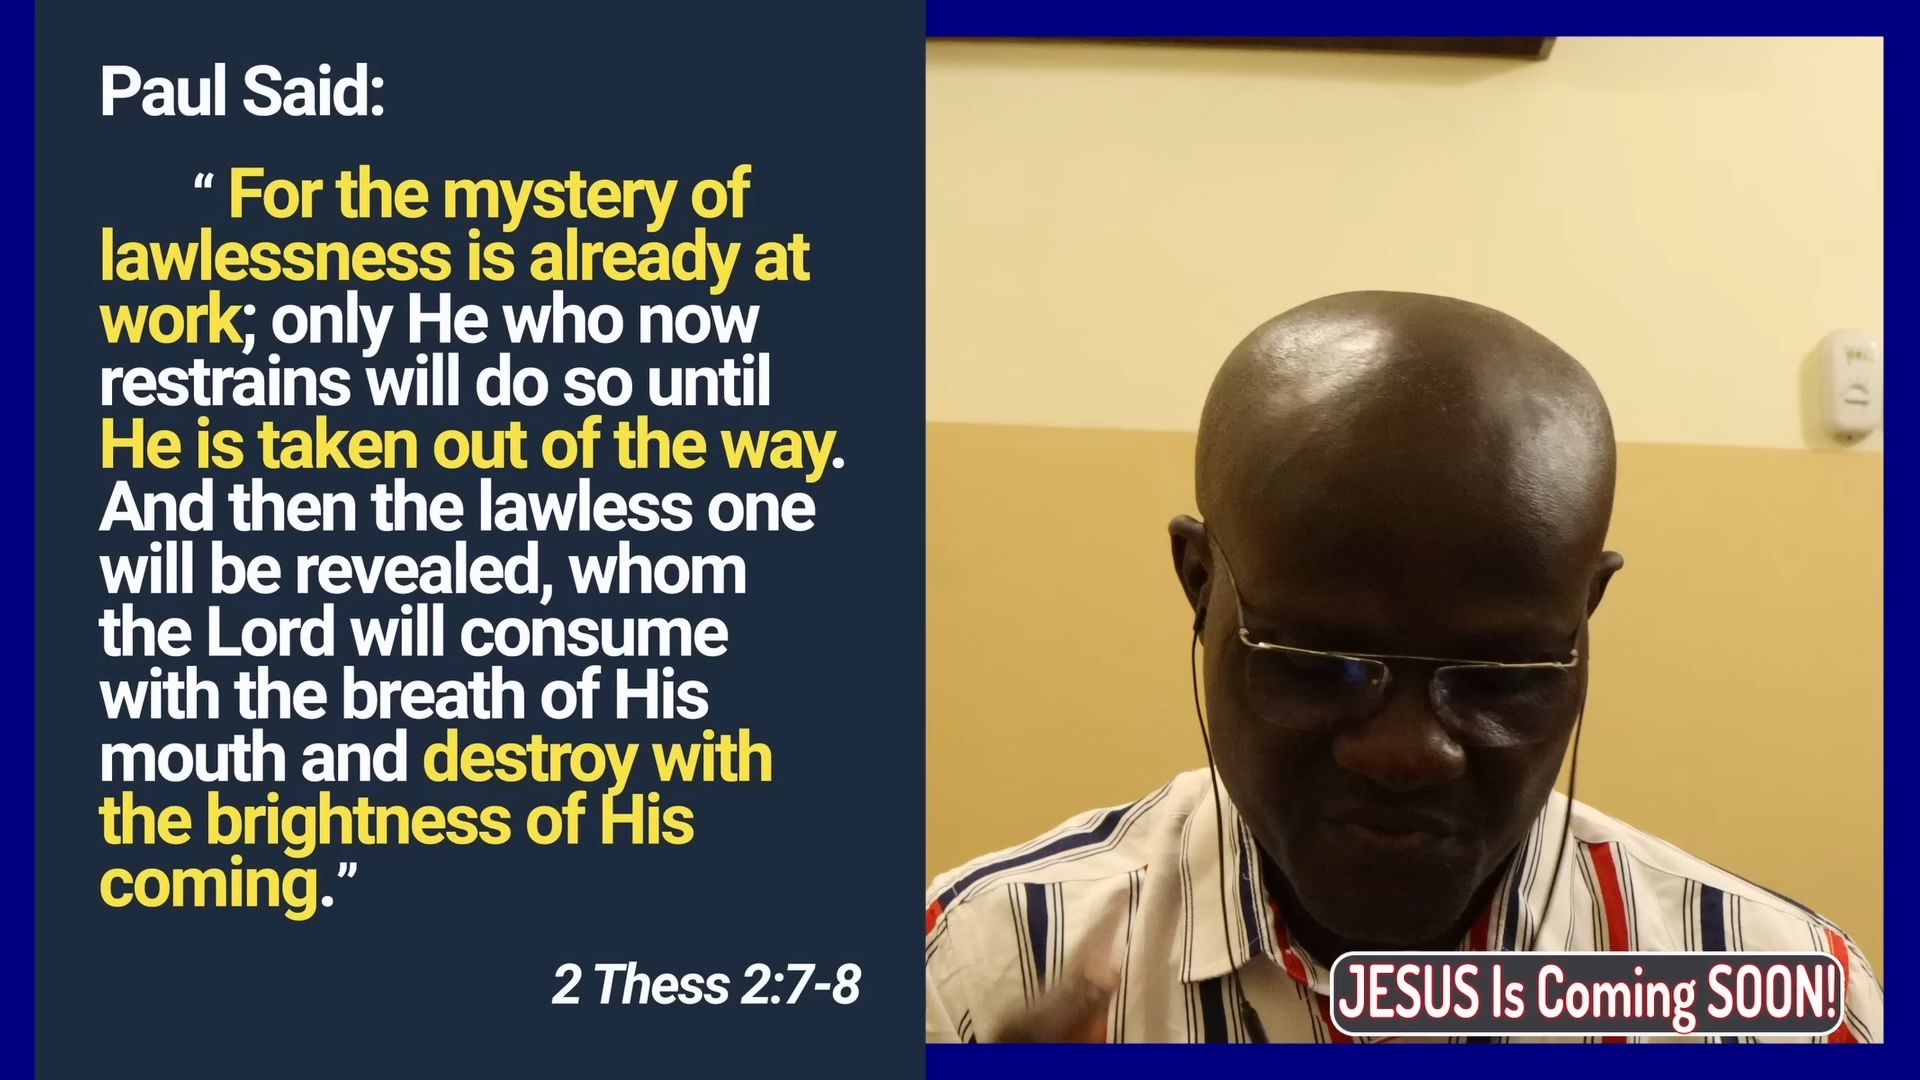 Paul Said:
“ For the mystery of
lawlessness is already at
work; only He who now
restrains will do so until
He is taken out of the way.
And then the lawless one
will be revealed, whom
the Lord will consume
with the breath of His
mouth and destroy with
the brightness of His
coming.”
2 Thess 2:7-8
JESUS Is Coming SOON!